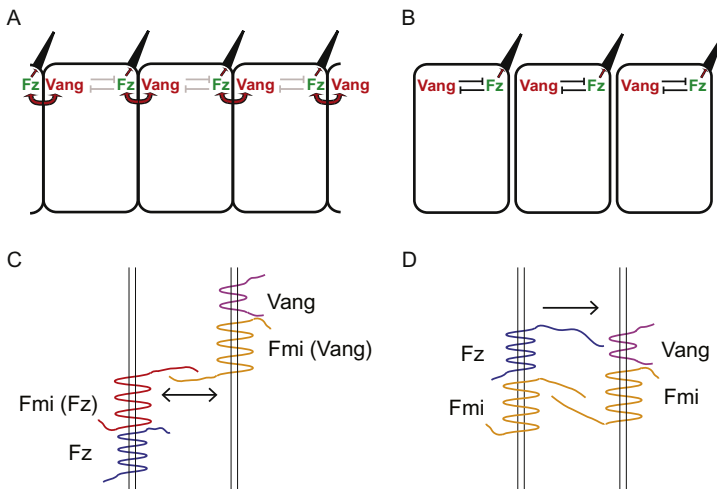 A
Fz Vang Fz Vang Fz Vang Fz Vang
B
Vang Fz Vang Fz Vang Fz
C
Vang
Fmi (Vang)
Fmi (Fz)
Fz
D
Fz
Vang
Fmi
Fmi